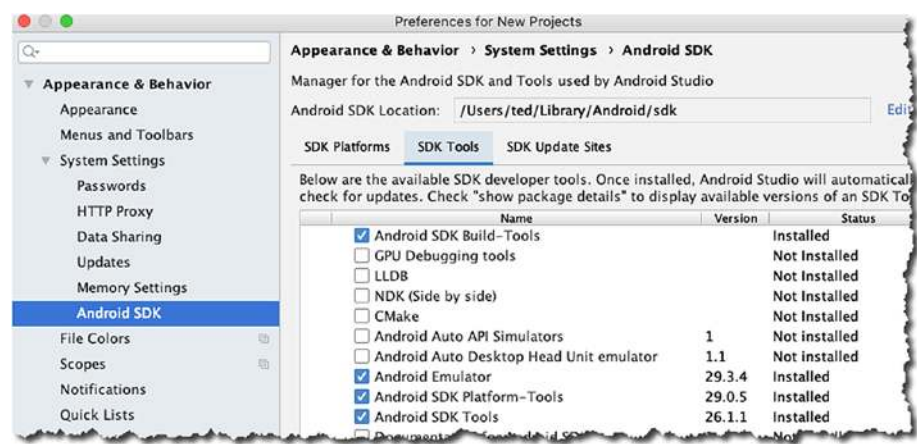 Preferences for New Projects
Appearance & Behavior
Appearance
Menus and Toolbars
System Settings
Passwords
HTTP Proxy
Data Sharing
Updates
Memory Settings
Android SDK
File Colors
Scopes
Notifications
Quick Lists
Appearance & Behavior › System Settings › Android SDK
Manager for the Android SDK and Tools used by Android Studio
Android SDK Location: /Users/ted/Library/Android/sdk Edit
SDK Platforms SDK Tools SDK Update Sites
Below are the available SDK developer tools. Once installed, Android Studio will automatical
check for updates. Check "show package details" to display available versions of an SDK To
Name Version Status
Android SDK Build-Tools Installed
GPU Debugging tools Not Installed
LLDB Not Installed
NDK (Side by side) Not Installed
CMake Not Installed
Android Auto API Simulators 1 Not installed
Android Auto Desktop Head Unit emulator 1.1 Not installed
Android Emulator 29.3.4 Installed
Android SDK Platform-Tools 29.0.5 Installed
Android SDK Tools 26.1.1 Installed